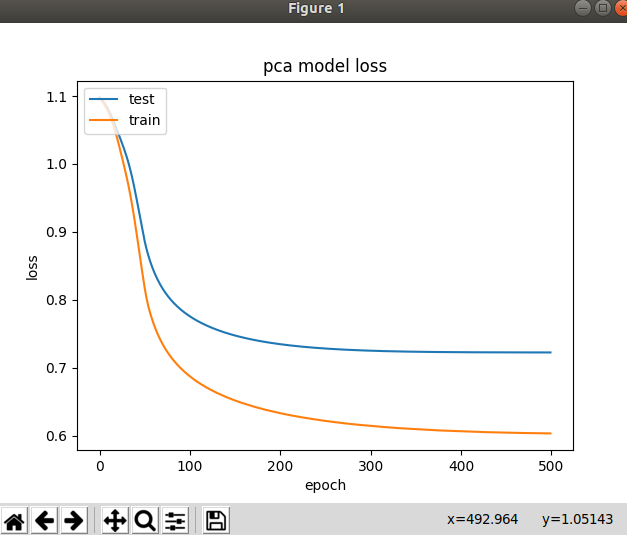 Figure 1
pca model loss
test
train
1.1
1.0
0.9
0.8
0.7
0.6
loss
0 100 200 300 400 500
epoch
x=492.964 y=1.05143